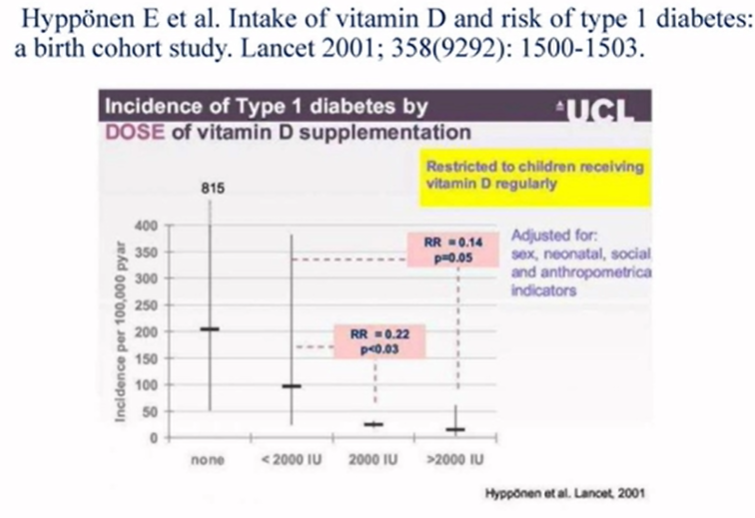 Hyppönen E et al. Intake of vitamin D and risk of type 1 diabetes:
a birth cohort study. Lancet 2001; 358(9292): 1500-1503.
Incidence of Type 1 diabetes by
DOSE of vitamin D supplementation
UCL
Restricted to children receiving
vitamin D regularly
815
Adjusted for:
sex, neonatal, social
and anthropometrica
indicators
Incidence per 100,000 pyar
400
350
300
250
200
150
100
50
0
RR = 0.14
p=0.05
RR = 0.22
p<0.03
none
< 2000 IU
2000 IU
>2000 IU
Hyppönen et al. Lancet, 2001